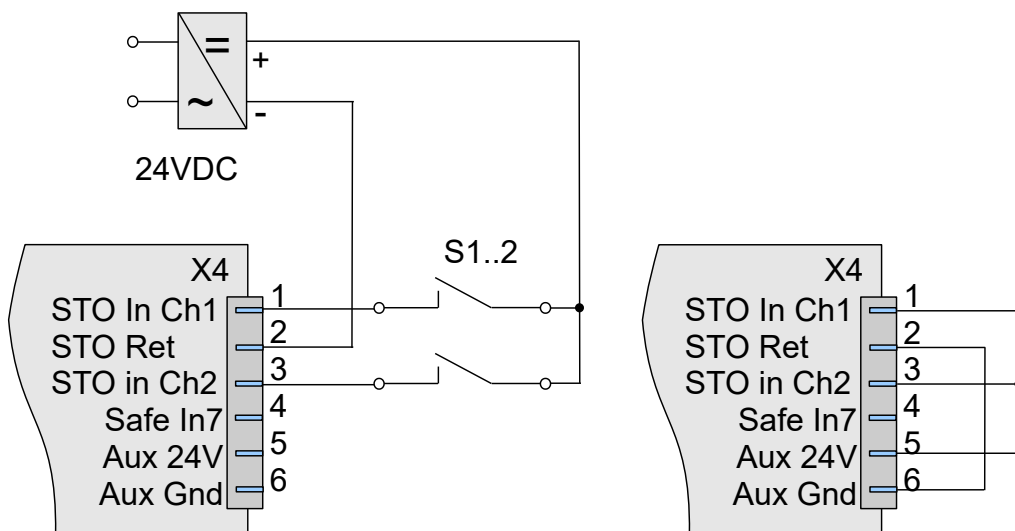 =
+
~
-
24VDC
S1..2
X4
STO In Ch1 1
STO Ret 2
STO in Ch2 3
Safe In7 4
Aux 24V 5
Aux Gnd 6
X4
STO In Ch1 1
STO Ret 2
STO in Ch2 3
Safe In7 4
Aux 24V 5
Aux Gnd 6